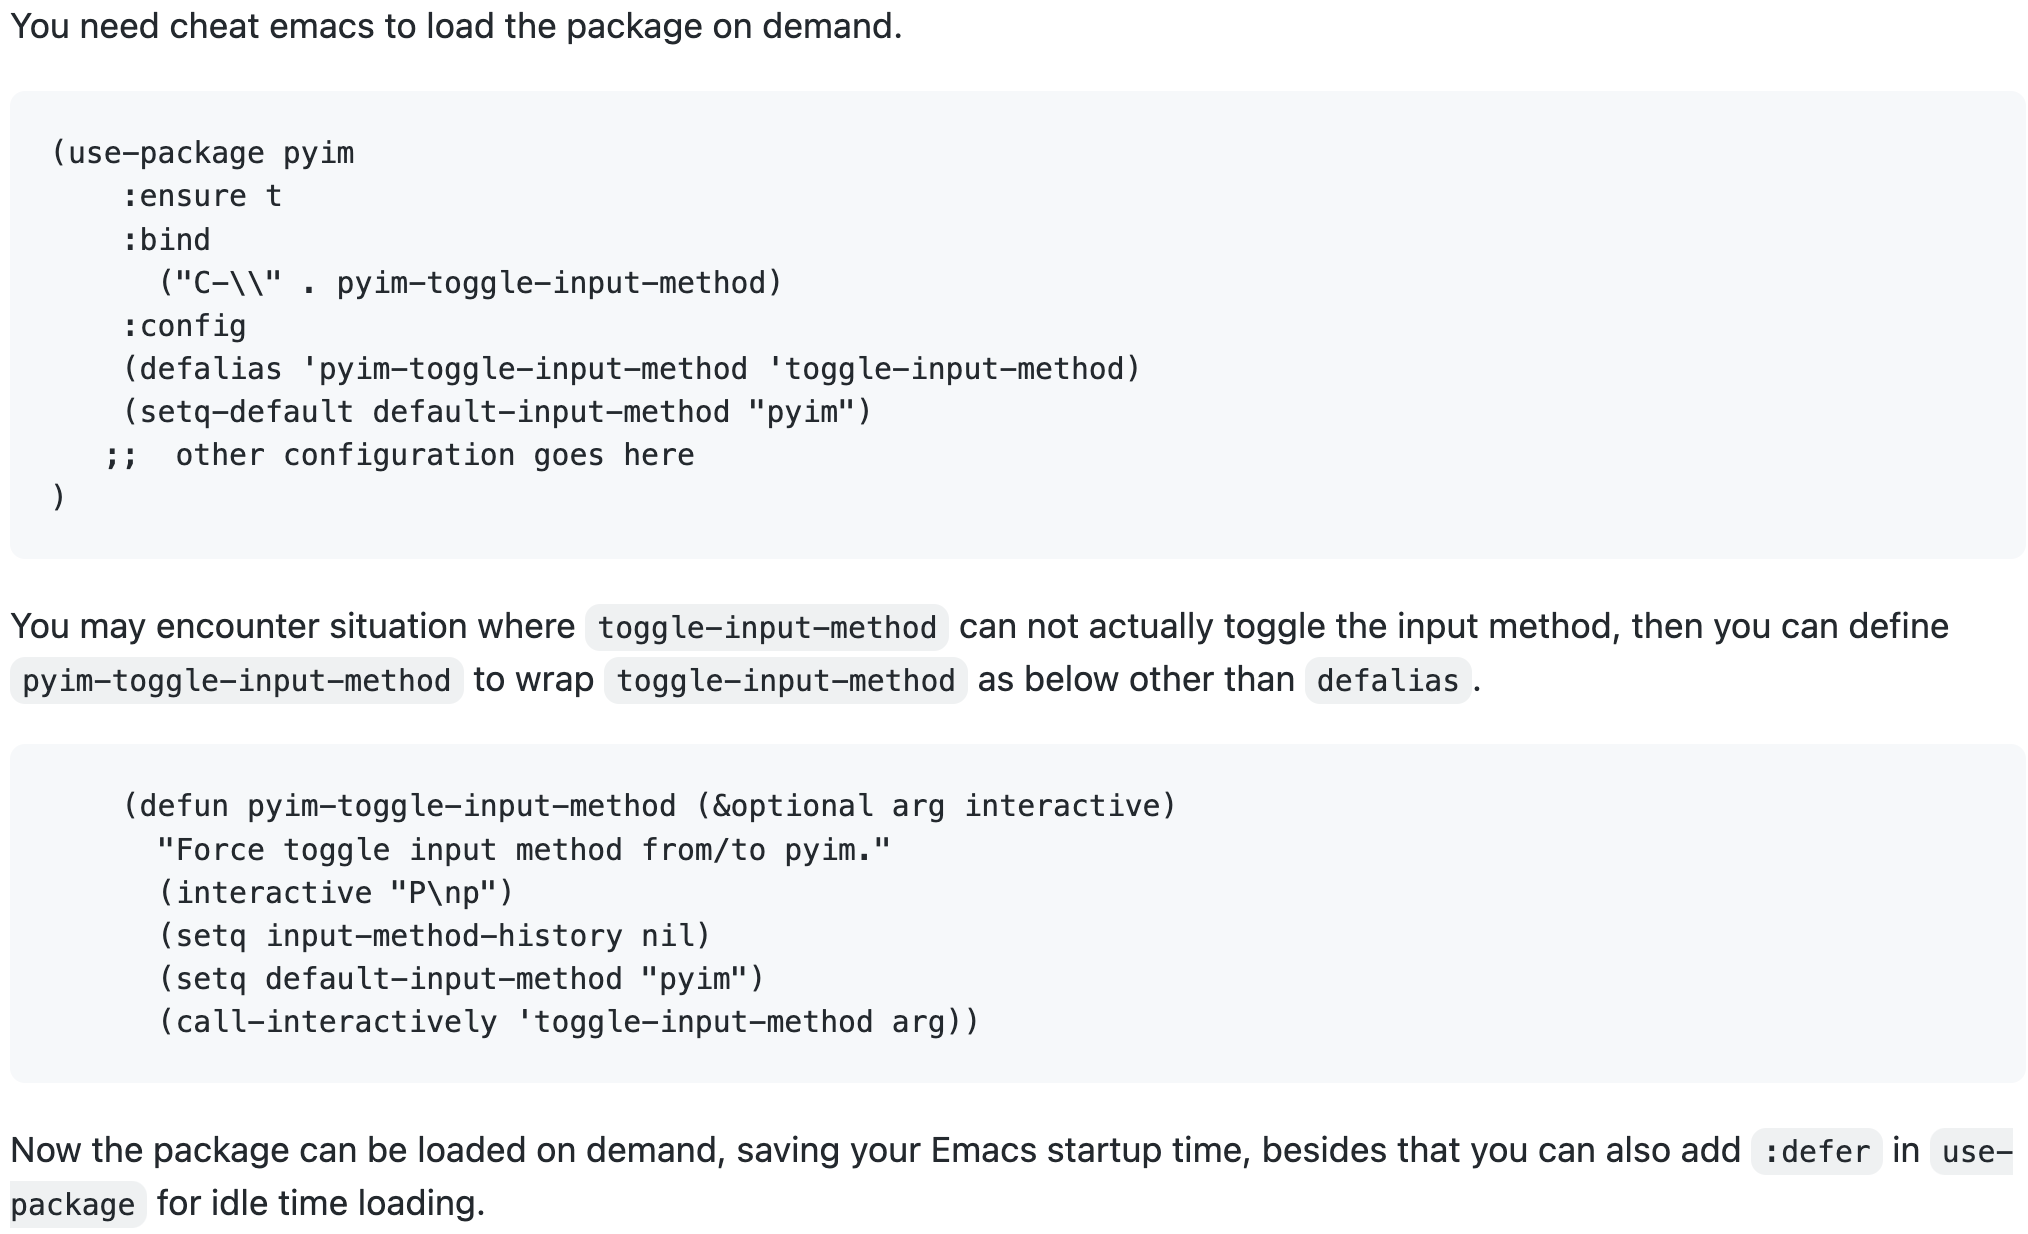 You need cheat emacs to load the package on demand.
(use-package pyim
    :ensure t
    :bind
      ("C-\\" . pyim-toggle-input-method)
    :config
    (defalias 'pyim-toggle-input-method 'toggle-input-method)
    (setq-default default-input-method "pyim")
   ;;  other configuration goes here
)
You may encounter situation where toggle-input-method can not actually toggle the input method, then you can define
pyim-toggle-input-method to wrap toggle-input-method as below other than defalias.
    (defun pyim-toggle-input-method (&optional arg interactive)
      "Force toggle input method from/to pyim."
      (interactive "P\np")
      (setq input-method-history nil)
      (setq default-input-method "pyim")
      (call-interactively 'toggle-input-method arg))
Now the package can be loaded on demand, saving your Emacs startup time, besides that you can also add :defer in use-
package for idle time loading.